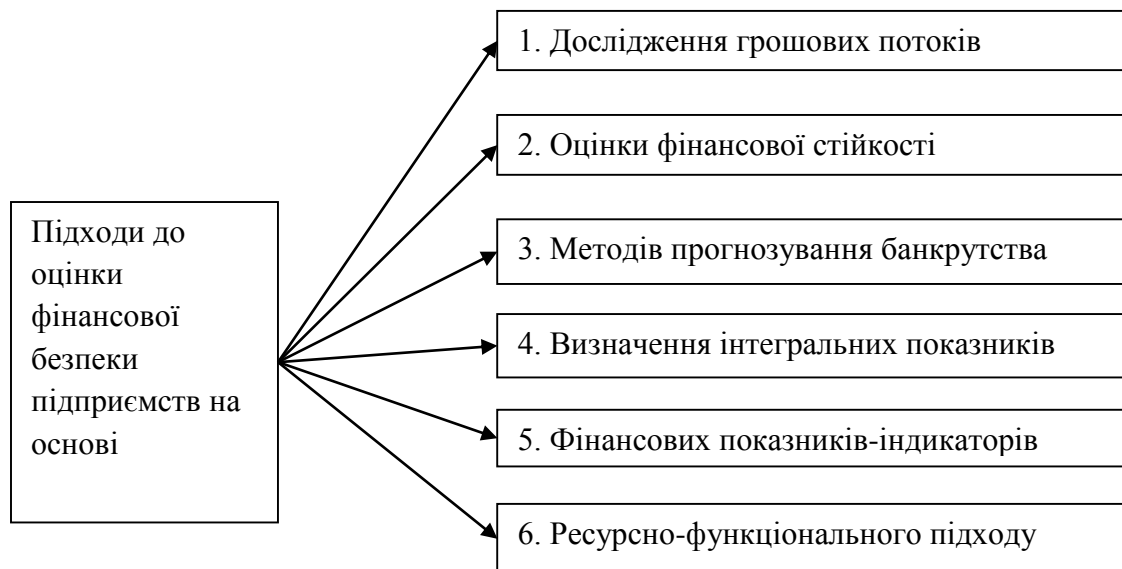 Підходи до
оцінки
фінансової
безпеки
підприємств на
основі
1. Дослідження грошових потоків
2. Оцінки фінансової стійкості
3. Методів прогнозування банкрутства
4. Визначення інтегральних показників
5. Фінансових показників-індикаторів
6. Ресурсно-функціонального підходу